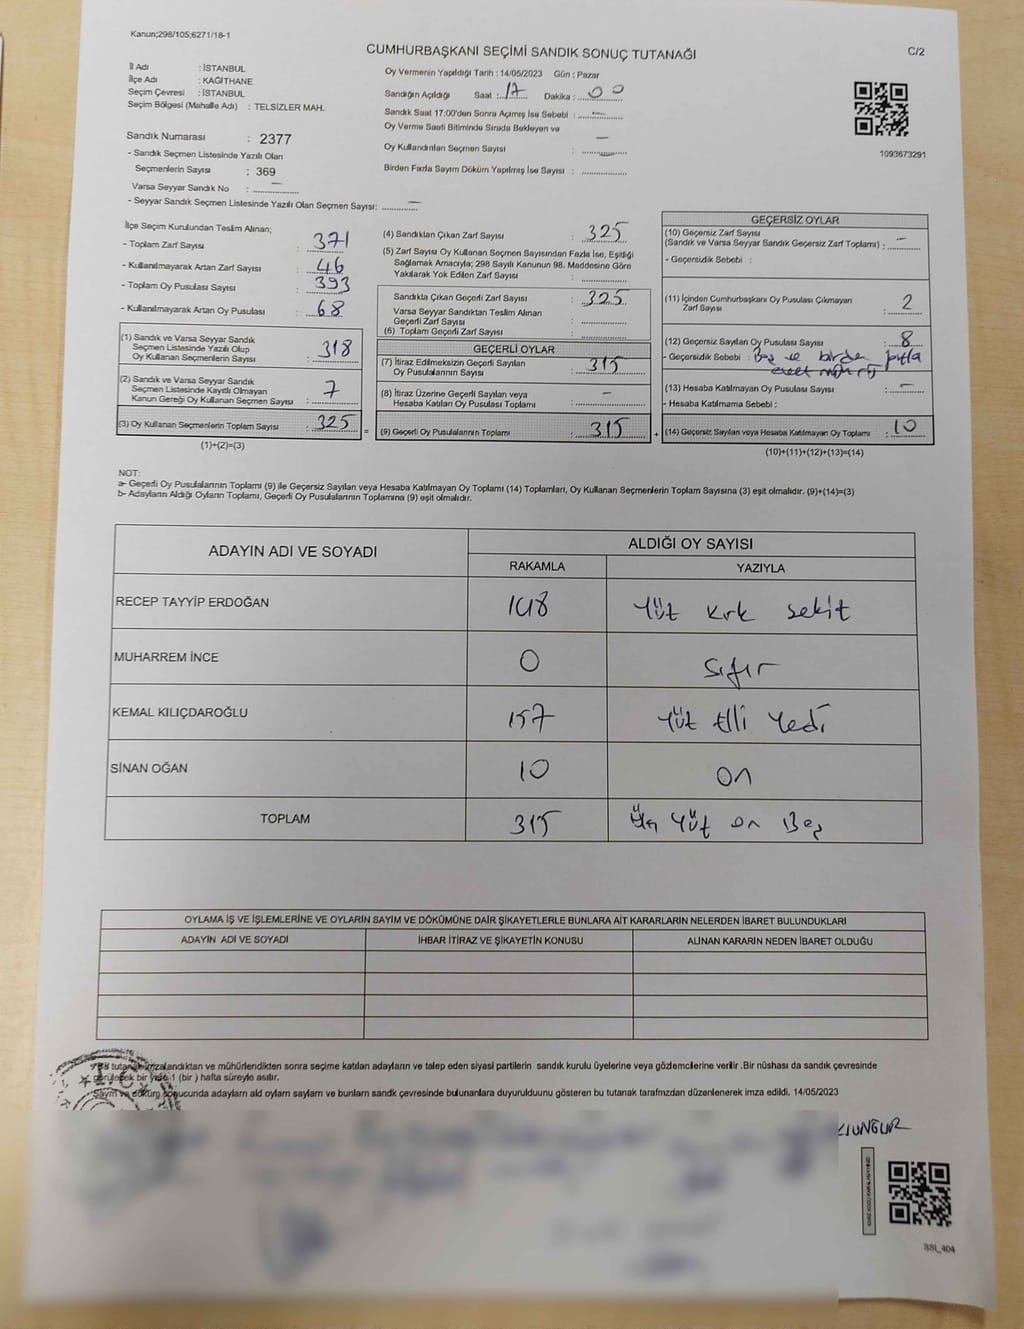 Kanun;298/105;6271/18-1
CUMHURBAŞKANI SEÇİMİ SANDIK SONUÇ TUTANAĞI
C/2
İl Adı : İSTANBUL
İlçe Adı : KAĞITHANE
Seçim Çevresi : İSTANBUL
Seçim Bölgesi (Mahalle Adı) : TELSİZLER MAH.
Sandık Numarası : 2377
- Sandık Seçmen Listesinde Yazılı Olan
Seçmenlerin Sayısı : 369
Varsa Seyyar Sandık No : —
- Seyyar Sandık Seçmen Listesinde Yazılı Olan Seçmen Sayısı: —
Oy Vermenin Yapıldığı Tarih : 14/05/2023 Gün : Pazar
Sandığın Açıldığı Saat : 17 Dakika : 00
Sandık Saat 17:00'den Sonra Açımış İse Sebebi : —
Oy Verme Saati Bitiminde Sırada Bekleyen ve
Oy Kullandırılan Seçmen Sayısı : —
Birden Fazla Sayım Döküm Yapılmış İse Sayısı :
1093673291
İlçe Seçim Kurulundan Teslim Alınan;
- Toplam Zarf Sayısı : 371
- Kullanılmayarak Artan Zarf Sayısı : 46
- Toplam Oy Pusulası Sayısı : 393
- Kullanılmayarak Artan Oy Pusulası : 68
(1) Sandık ve Varsa Seyyar Sandık
Seçmen Listesinde Yazılı Olup
Oy Kullanan Seçmenlerin Sayısı : 318
(2) Sandık ve Varsa Seyyar Sandık
Seçmen Listesinde Kayıtlı Olmayan
Kanun Gereği Oy Kullanan Seçmen Sayısı : 7
(3) Oy Kullanan Seçmenlerin Toplam Sayısı : 325
(1)+(2)=(3)
=
(4) Sandıktan Çıkan Zarf Sayısı : 325
(5) Zarf Sayısı Oy Kullanan Seçmen Sayısından Fazla İse, Eşitliği
Sağlamak Amacıyla; 298 Sayılı Kanunun 98. Maddesine Göre
Yakılarak Yok Edilen Zarf Sayısı :
Sandıkta Çıkan Geçerli Zarf Sayısı : 325
Varsa Seyyar Sandıktan Teslim Alınan
Geçerli Zarf Sayısı :
(6) Toplam Geçerli Zarf Sayısı :
GEÇERLİ OYLAR
(7) İtiraz Edilmeksizin Geçerli Sayılan
Oy Pusulalarının Sayısı : 315
(8) İtiraz Üzerine Geçerli Sayılan veya
Hesaba Katılan Oy Pusulası Toplamı : —
(9) Geçerli Oy Pusulalarının Toplamı : 315
+
GEÇERSİZ OYLAR
(10) Geçersiz Zarf Sayısı
(Sandık ve Varsa Seyyar Sandık Geçersiz Zarf Toplamı) : —
- Geçersizlik Sebebi :
(11) İçinden Cumhurbaşkanı Oy Pusulası Çıkmayan
Zarf Sayısı : 2
(12) Geçersiz Sayılan Oy Pusulası Sayısı : 8
- Geçersizlik Sebebi : Boş ve birden fazla
(13) Hesaba Katılmayan Oy Pusulası Sayısı : —
- Hesaba Katılmama Sebebi :
(14) Geçersiz Sayılan veya Hesaba Katılmayan Oy Toplamı : 10
(10)+(11)+(12)+(13)=(14)
NOT:
a- Geçerli Oy Pusulalarının Toplamı (9) ile Geçersiz Sayılan veya Hesaba Katılmayan Oy Toplamı (14) Toplamları, Oy Kullanan Seçmenlerin Toplam Sayısına (3) eşit olmalıdır. (9)+(14)=(3)
b- Adayların Aldığı Oyların Toplamı, Geçerli Oy Pusulalarının Toplamına (9) eşit olmalıdır.
ADAYIN ADI VE SOYADI
ALDIĞI OY SAYISI
RAKAMLA YAZIYLA
RECEP TAYYİP ERDOĞAN 148 Yüz kırk sekiz
MUHARREM İNCE 0 sıfır
KEMAL KILIÇDAROĞLU 157 Yüz Elli Yedi
SİNAN OĞAN 10 On
TOPLAM 315 Üç Yüz on Beş
OYLAMA İŞ VE İŞLEMLERİNE VE OYLARIN SAYIM VE DÖKÜMÜNE DAİR ŞİKAYETLERLE BUNLARA AİT KARARLARIN NELERDEN İBARET BULUNDUKLARI
ADAYIN ADI VE SOYADI İHBAR İTİRAZ VE ŞİKAYETİN KONUSU ALINAN KARARIN NEDEN İBARET OLDUĞU
imzalandıktan ve mühürlendikten sonra seçime katılan adayların ve talep eden siyasi partilerin sandık kurulu üyelerine veya gözlemcilerine verilir .Bir nüshası da sandık çevresinde
bir yere 1 (bir ) hafta süreyle asılır.
Sayım ve döküm sonucunda adayların aldı oyların sayları ve bunların sandık çevresinde bulunanlara duyurulduunu gösteren bu tutanak tarafmzdan düzenlenerek imza edildi. 14/05/2023
SSI_404